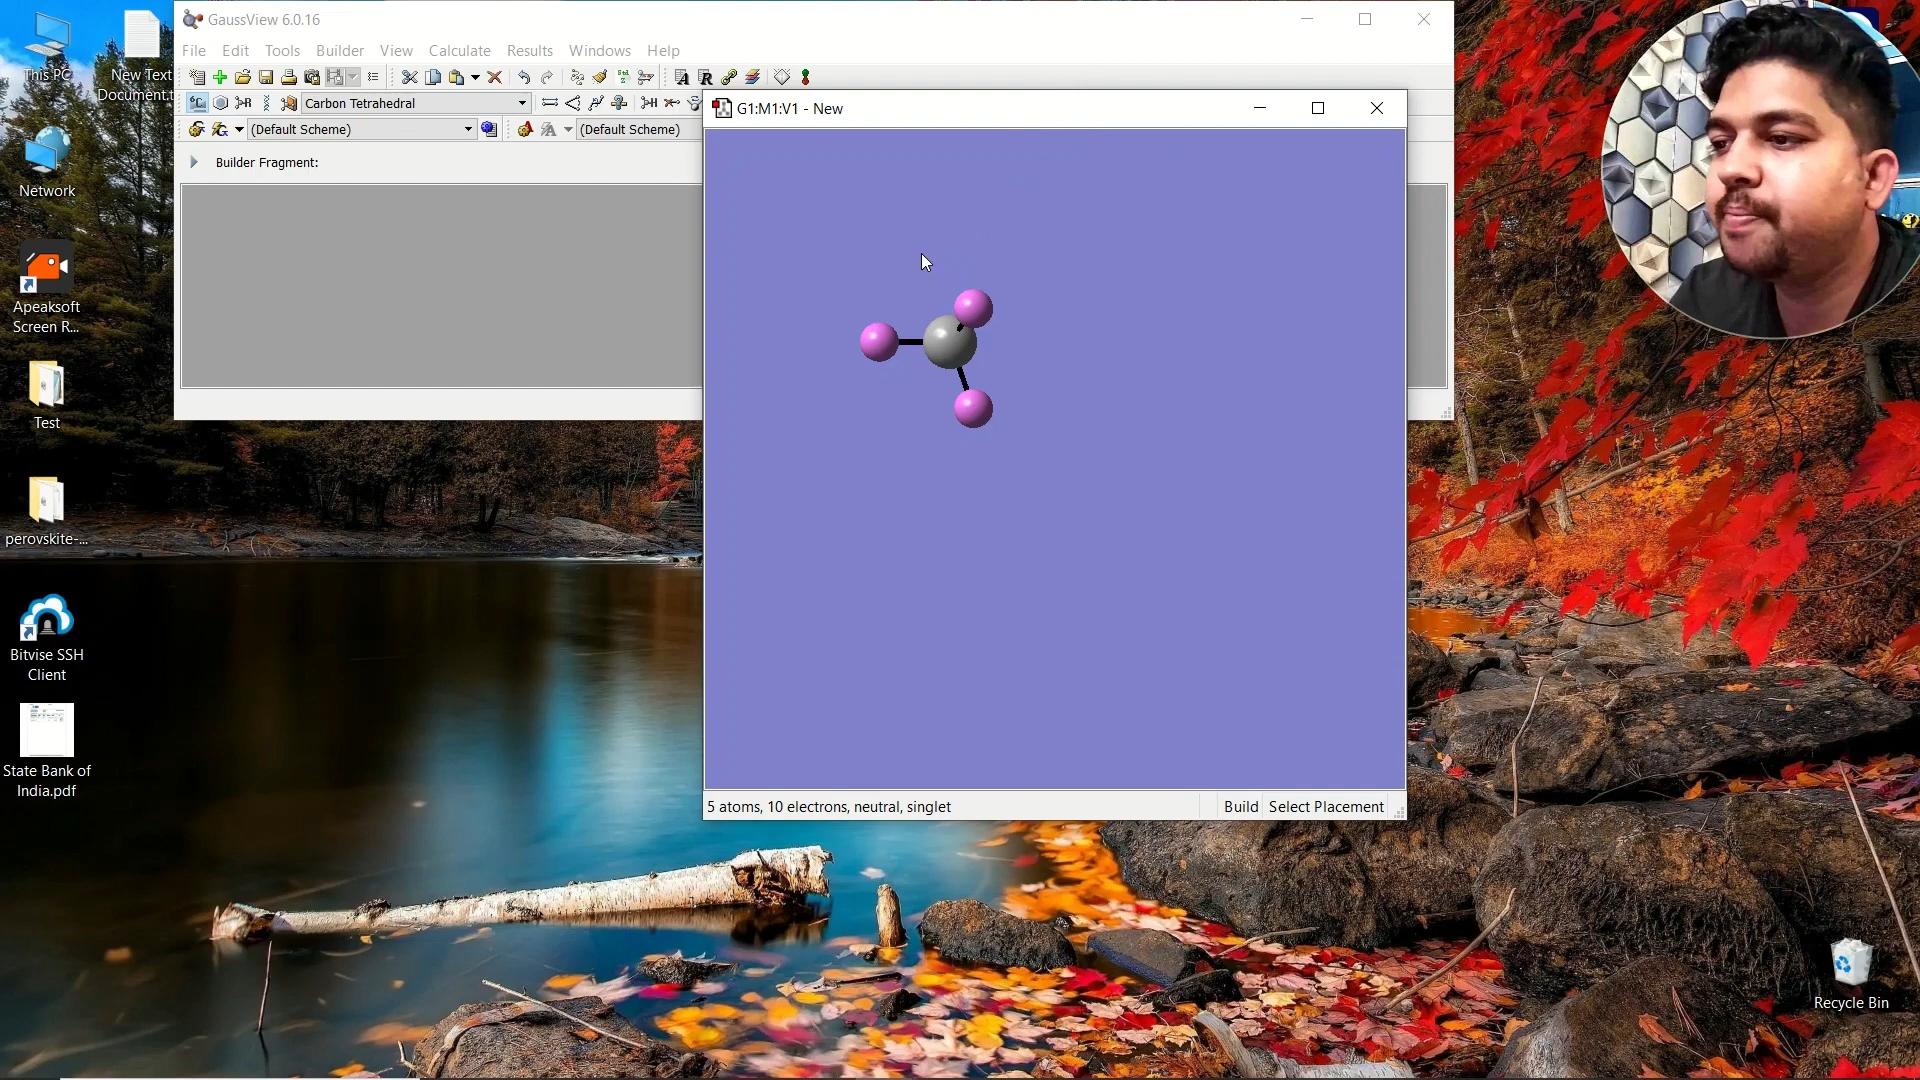 This PC
New Text
Document.t
Network
Apeaksoft
Screen R...
Test
perovskite-...
Bitvise SSH
Client
State Bank of
India.pdf
GaussView 6.0.16
File Edit Tools Builder View Calculate Results Windows Help
Carbon Tetrahedral
(Default Scheme)
(Default Scheme)
Builder Fragment:
G1:M1:V1 - New
5 atoms, 10 electrons, neutral, singlet
Build
Select Placement
Recycle Bin